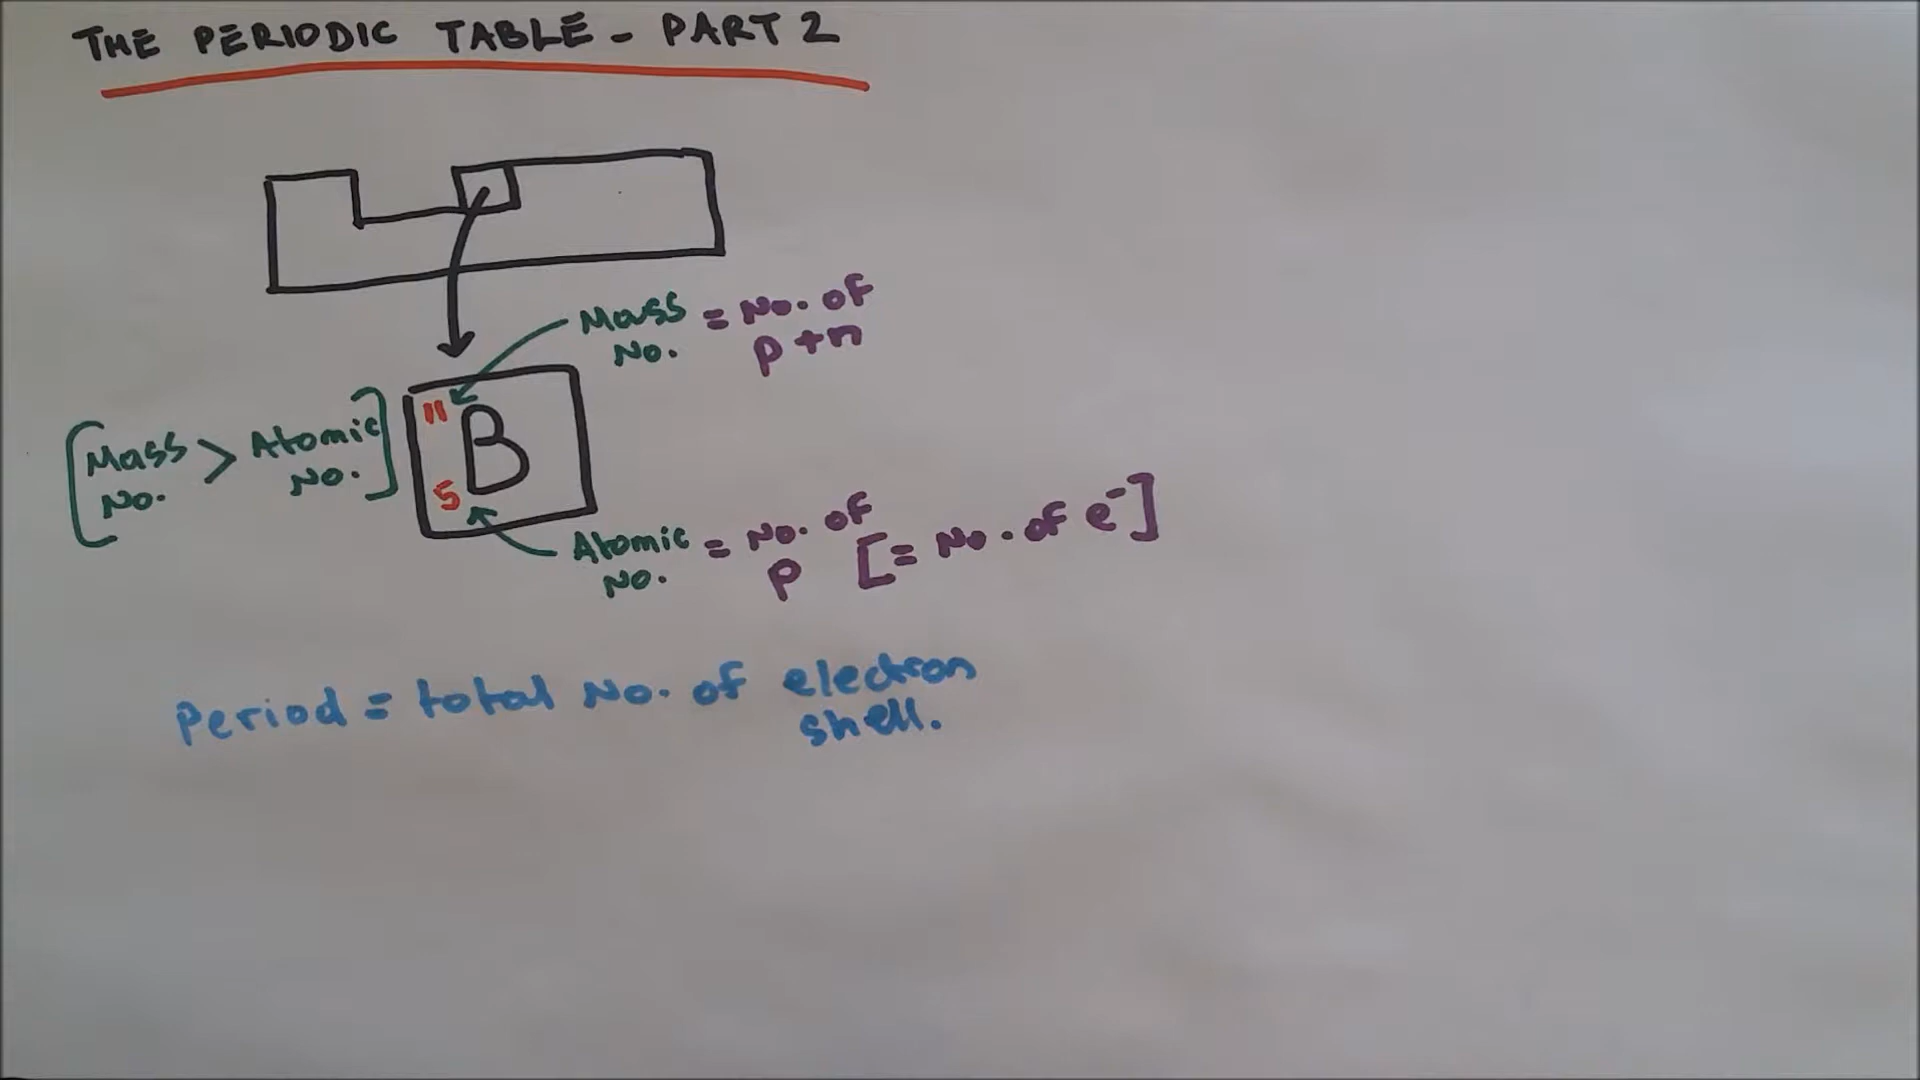 THE PERIODIC TABLE - PART 2
Mass = No. of
No. p + n
11
B
5
[Mass > Atomic]
No. No.
Atomic = No. of
No. p [= No. of e⁻]
Period = total No. of electron
shell.